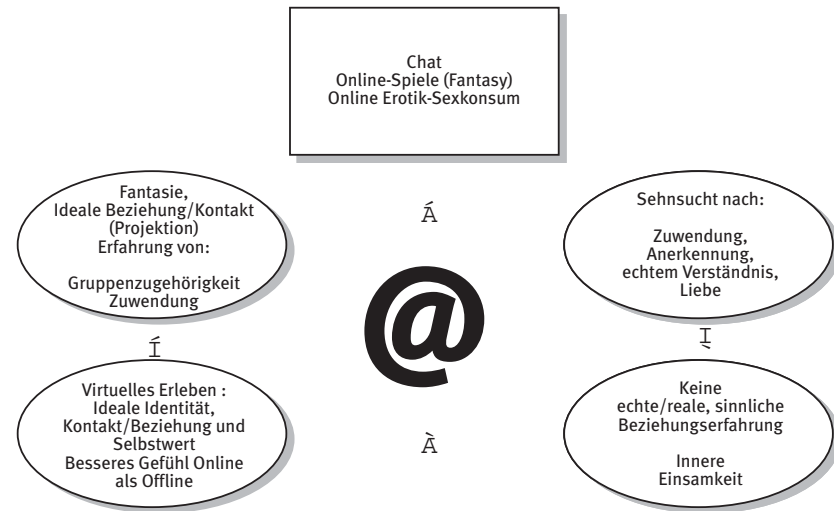 Chat
Online-Spiele (Fantasy)
Online Erotik-Sexkonsum
Fantasie,
Ideale Beziehung/Kontakt
(Projektion)
Erfahrung von:
Gruppenzugehörigkeit
Zuwendung
Á
Sehnsucht nach:
Zuwendung,
Anerkennung,
echtem Verständnis,
Liebe
@
Í
Ì
Virtuelles Erleben :
Ideale Identität,
Kontakt/Beziehung und
Selbstwert
Besseres Gefühl Online
als Offline
À
Keine
echte/reale, sinnliche
Beziehungserfahrung
Innere
Einsamkeit